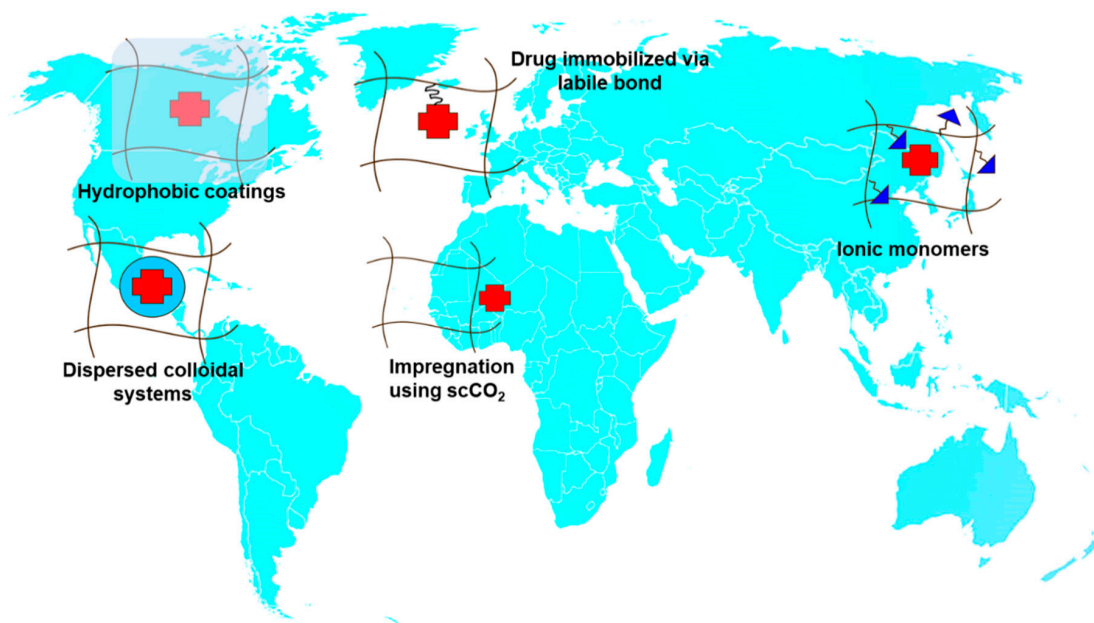 Drug immobilized via
labile bond
Hydrophobic coatings
Ionic monomers
Dispersed colloidal
systems
Impregnation
using scCO₂